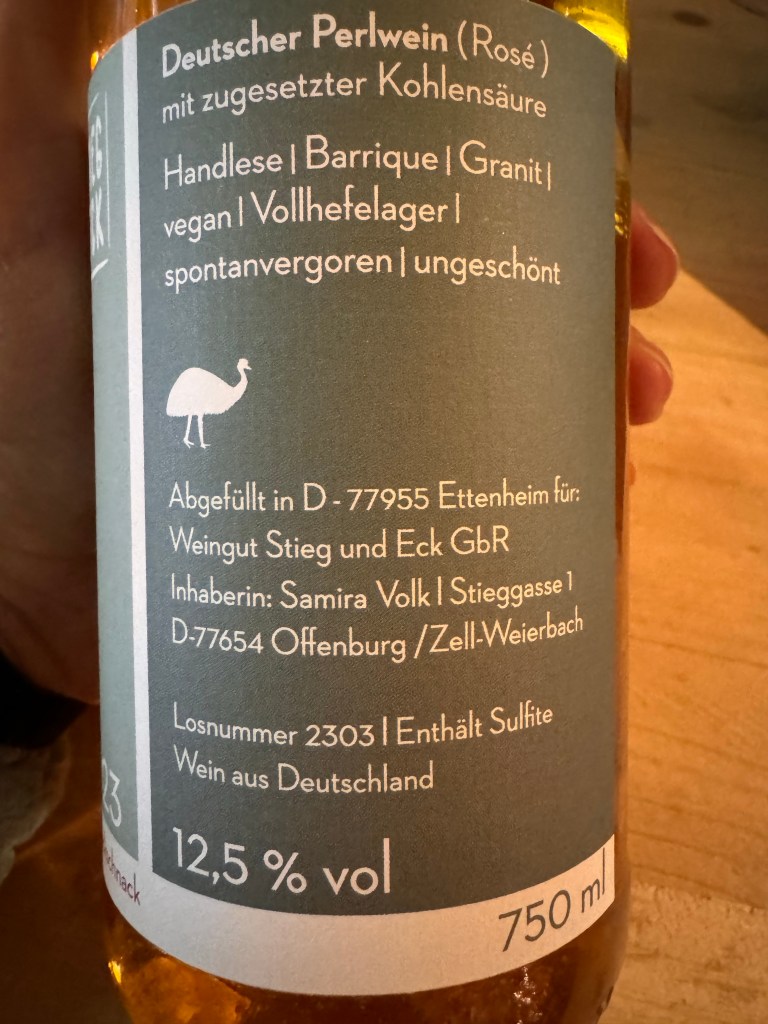 Deutscher Perlwein (Rosé)
mit zugesetzter Kohlensäure
Handlese | Barrique | Granit |
vegan | Vollhefelager |
spontanvergoren | ungeschönt
Abgefüllt in D - 77955 Ettenheim für:
Weingut Stieg und Eck GbR
Inhaberin: Samira Volk | Stieggasse 1
D-77654 Offenburg /Zell-Weierbach
Losnummer 2303 | Enthält Sulfite
Wein aus Deutschland
12,5 % vol
750 ml
23